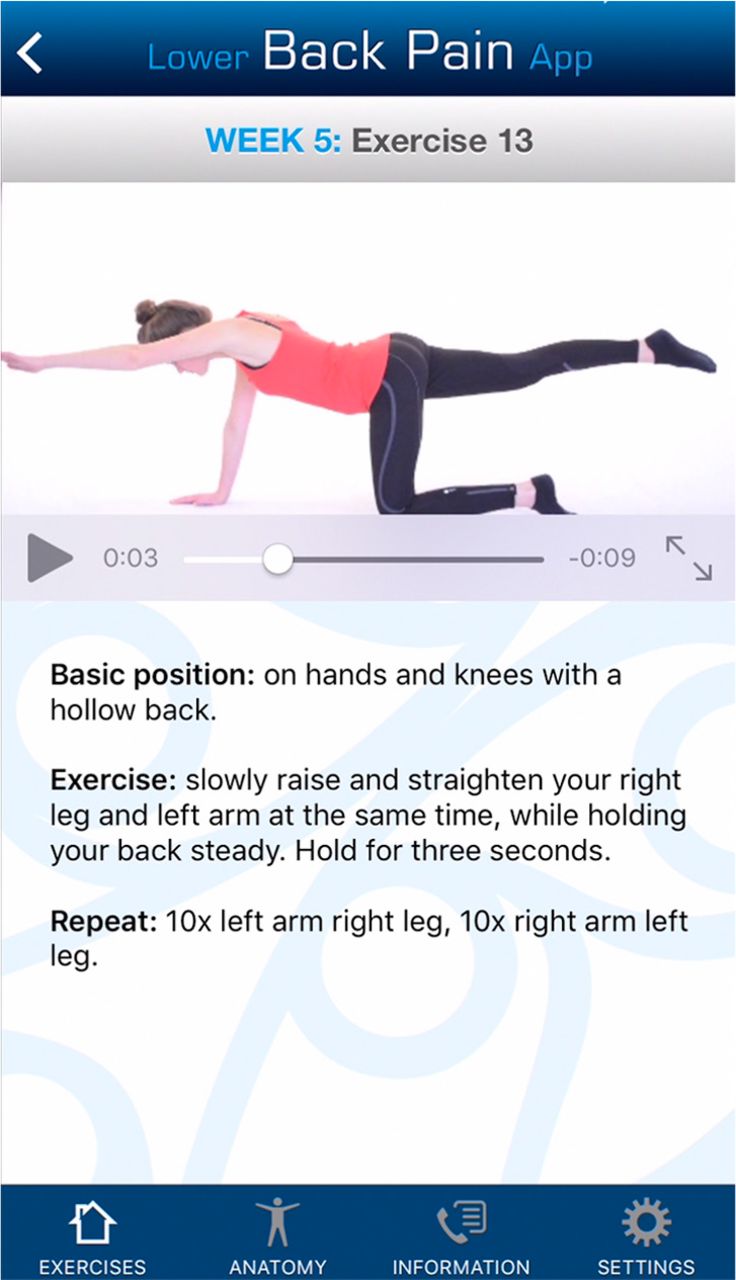 Lower Back Pain App
WEEK 5: Exercise 13
0:03
-0:09
Basic position: on hands and knees with a
hollow back.
Exercise: slowly raise and straighten your right
leg and left arm at the same time, while holding
your back steady. Hold for three seconds.
Repeat: 10x left arm right leg, 10x right arm left
leg.
EXERCISES
ANATOMY
INFORMATION
SETTINGS